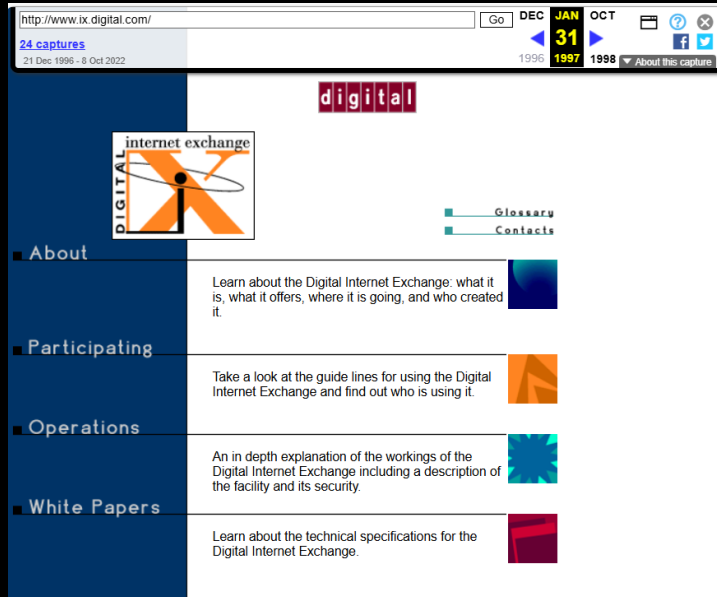 http://www.ix.digital.com/
Go
DEC JAN OCT
24 captures
31
21 Dec 1996 - 8 Oct 2022
1996 1997 1998
▼ About this capture
digital
internet exchange
DIGITAL
iX
Glossary
Contacts
About
Learn about the Digital Internet Exchange: what it
is, what it offers, where it is going, and who created
it.
Participating
Take a look at the guide lines for using the Digital
Internet Exchange and find out who is using it.
Operations
An in depth explanation of the workings of the
Digital Internet Exchange including a description of
the facility and its security.
White Papers
Learn about the technical specifications for the
Digital Internet Exchange.